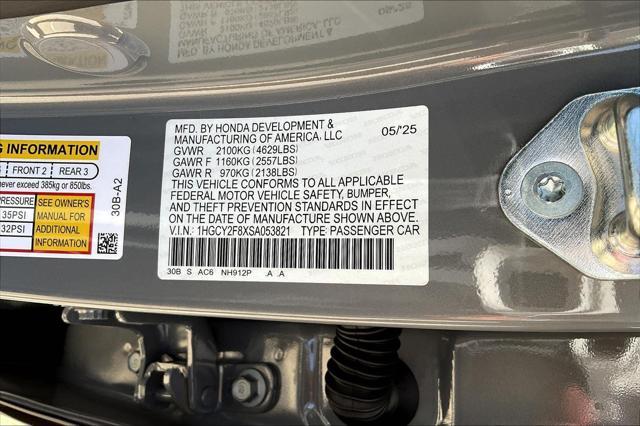 MFD. BY HONDA DEVELOPMENT &
MANUFACTURING OF AMERICA, LLC 05/'25
GVWR 2100KG (4629LBS)
GAWR F 1160KG (2557LBS)
GAWR R 970KG (2138LBS)
THIS VEHICLE CONFORMS TO ALL APPLICABLE
FEDERAL MOTOR VEHICLE SAFETY, BUMPER,
AND THEFT PREVENTION STANDARDS IN EFFECT
ON THE DATE OF MANUFACTURE SHOWN ABOVE.
V.I.N.: 1HGCY2F8XSA053821 TYPE: PASSENGER CAR
30B S AC6 NH912P .A .A
G INFORMATION
FRONT 2 REAR 3
never exceed 385kg or 850lbs.
PRESSURE
35PSI
32PSI
SEE OWNER'S
MANUAL FOR
ADDITIONAL
INFORMATION
30B-A2